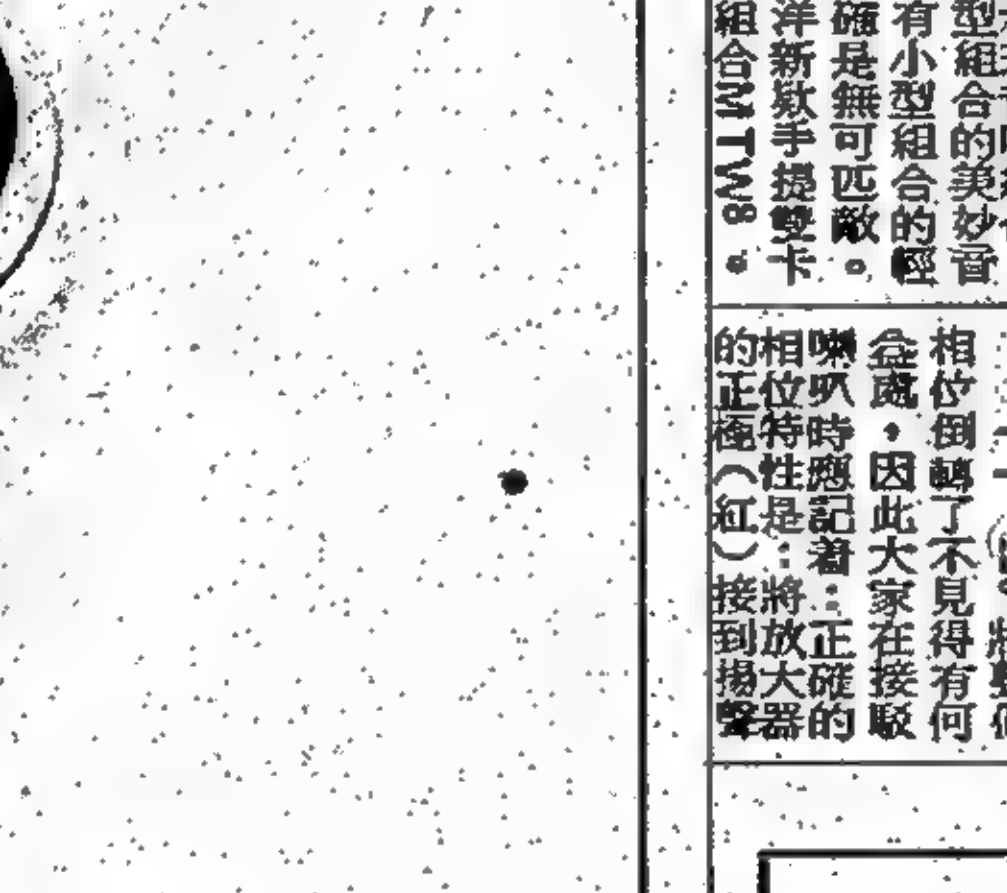 型組合的美妙音
有小型組合的
確是無可匹敵。
洋新欵手提雙卡
組合MTW8。
相位倒轉了不見得有何
益處，因此大家在接駁
喇叭時應記着：正確的
相位特性是：將放大器
的正極（紅）接到揚聲